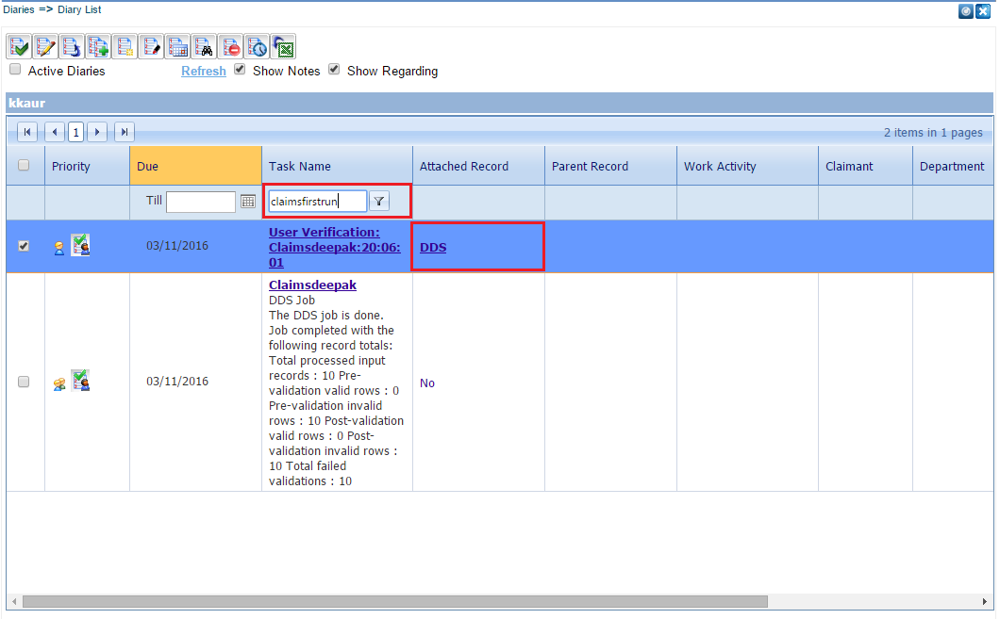 Diaries => Diary List
Active Diaries Refresh Show Notes Show Regarding
kkaur
1 2 items in 1 pages
Priority Due Task Name Attached Record Parent Record Work Activity Claimant Department
Till claimsfirstrun
User Verification:
Claimsdeepak:20:06:
01
03/11/2016
DDS
Claimsdeepak
DDS Job
The DDS job is done.
Job completed with the
following record totals:
Total processed input
records : 10 Pre-
validation valid rows : 0
Pre-validation invalid
rows : 10 Post-validation
valid rows : 0 Post-
validation invalid rows :
10 Total failed
validations : 10
03/11/2016
No